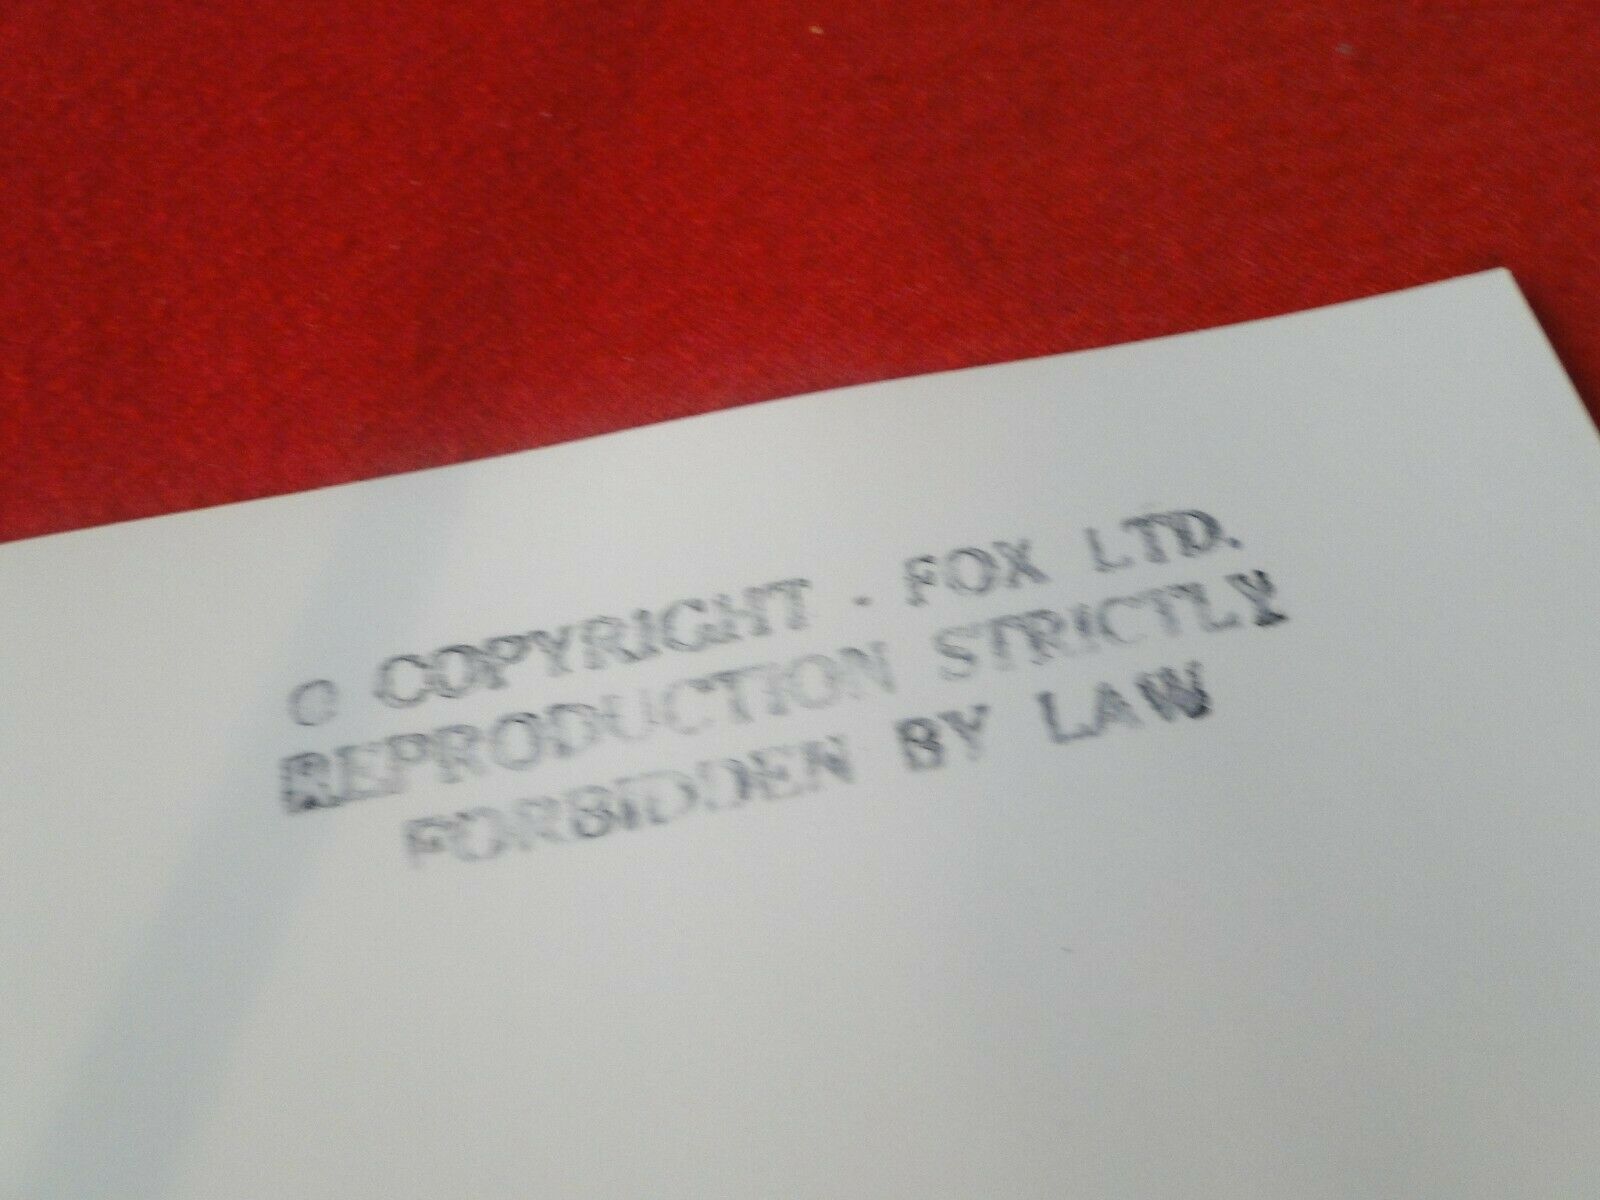 © COPYRIGHT - FOX LTD.
REPRODUCTION STRICTLY
FORBIDDEN BY LAW